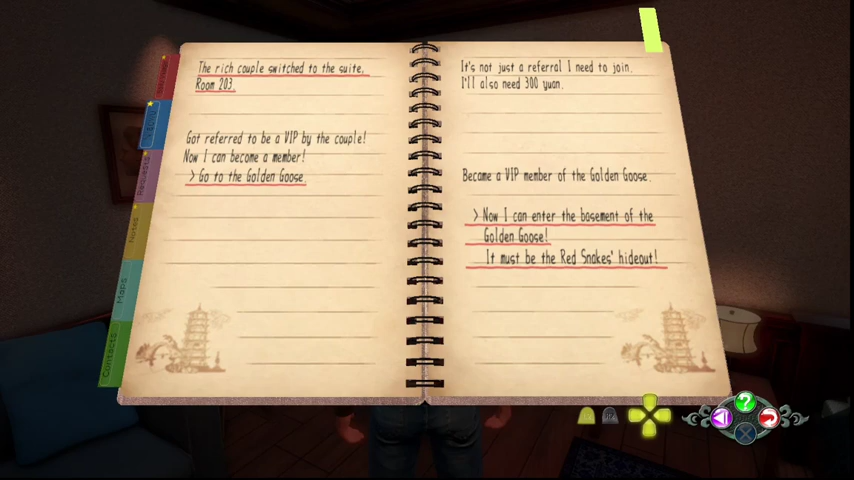 The rich couple switched to the suite,
Room 203.
Got referred to be a VIP by the couple!
Now I can become a member!
> Go to the Golden Goose.
It's not just a referral I need to join.
I'll also need 300 yuan.
Became a VIP member of the Golden Goose.
> Now I can enter the basement of the
Golden Goose!
It must be the Red Snakes' hideout!
Requests
Notes
Maps
Contacts
?